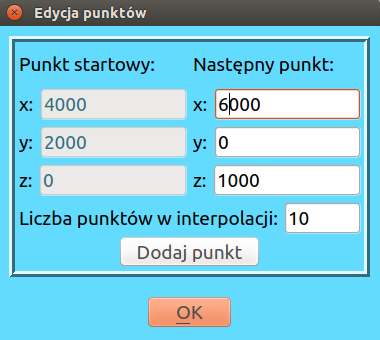 Edycja punktów
Punkt startowy: Następny punkt:
x: 4000 x: 6000
y: 2000 y: 0
z: 0 z: 1000
Liczba punktów w interpolacji: 10
Dodaj punkt
OK